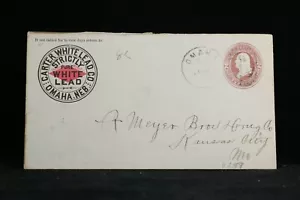 If not called for in ten days return to
CARTER WHITE LEAD CO.
STRICTLY
PURE
WHITE
LEAD
OMAHA, NEB.
OMAHA
A Meyer Bros Drug Co
Kansas City
Mo